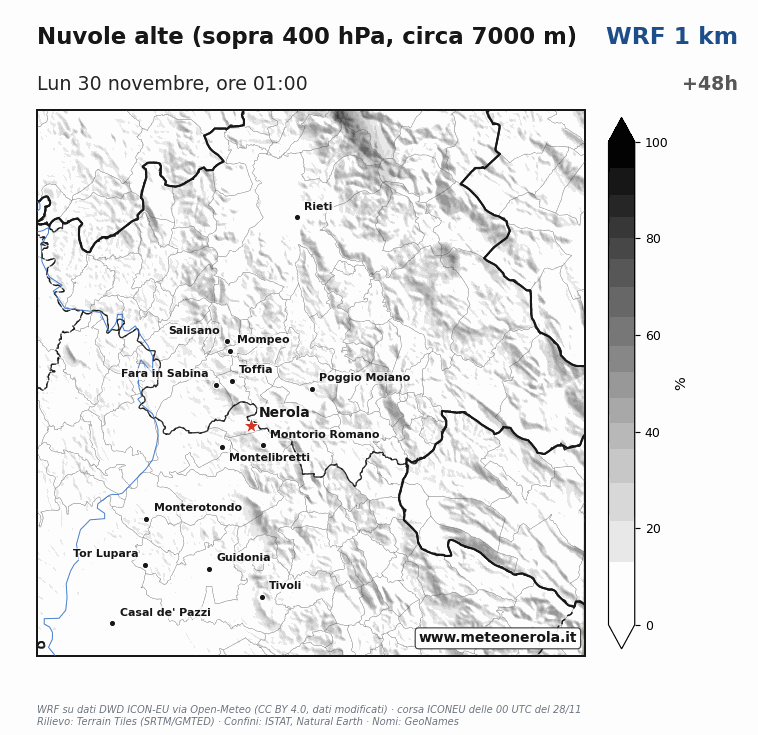 Nuvole alte (sopra 400 hPa, circa 7000 m) WRF 1 km
Lun 30 novembre, ore 01:00 +48h
100
80
60
40
20
0
%
Rieti
Salisano
Mompeo
Fara in Sabina
Toffia
Poggio Moiano
Nerola
Montorio Romano
Montelibretti
Monterotondo
Tor Lupara
Guidonia
Tivoli
Casal de' Pazzi
www.meteonerola.it
WRF su dati DWD ICON-EU via Open-Meteo (CC BY 4.0, dati modificati) · corsa ICONEU delle 00 UTC del 28/11
Rilievo: Terrain Tiles (SRTM/GMTED) · Confini: ISTAT, Natural Earth · Nomi: GeoNames